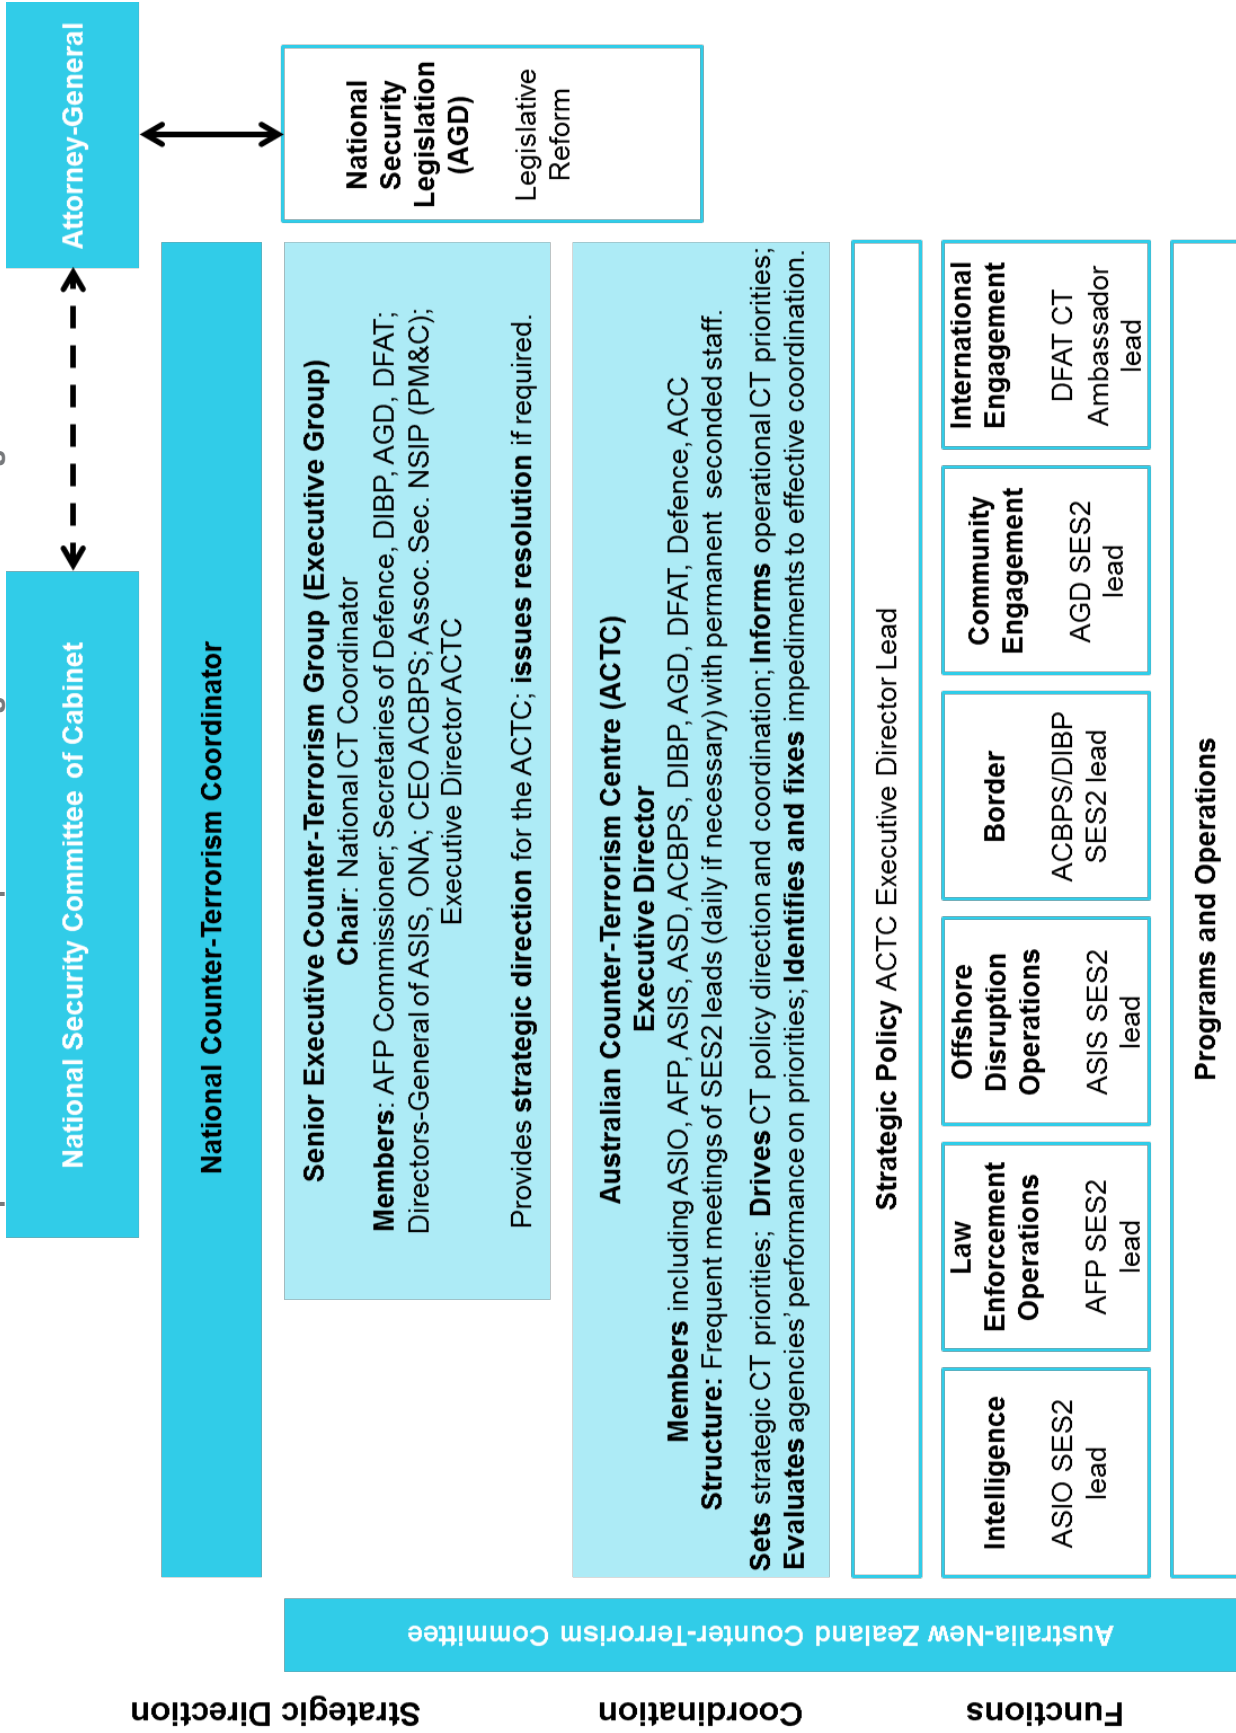 National Security Committee of Cabinet
Attorney-General
National Counter-Terrorism Coordinator
Senior Executive Counter-Terrorism Group (Executive Group)
Chair: National CT Coordinator
Members: AFP Commissioner; Secretaries of Defence, DIBP, AGD, DFAT;
Directors-General of ASIS, ONA; CEO ACBPS; Assoc. Sec. NSIP (PM&C);
Executive Director ACTC
Provides strategic direction for the ACTC; issues resolution if required.
National
Security
Legislation
(AGD)
Legislative
Reform
Australian Counter-Terrorism Centre (ACTC)
Executive Director
Members including ASIO, AFP, ASIS, ASD, ACBPS, DIBP, AGD, DFAT, Defence, ACC
Structure: Frequent meetings of SES2 leads (daily if necessary) with permanent seconded staff.
Sets strategic CT priorities; Drives CT policy direction and coordination; Informs operational CT priorities;
Evaluates agencies' performance on priorities; Identifies and fixes impediments to effective coordination.
Strategic Policy ACTC Executive Director Lead
Intelligence
ASIO SES2
lead
Law
Enforcement
Operations
AFP SES2
lead
Offshore
Disruption
Operations
ASIS SES2
lead
Border
ACBPS/DIBP
SES2 lead
Community
Engagement
AGD SES2
lead
International
Engagement
DFAT CT
Ambassador
lead
Programs and Operations
Australia-New Zealand Counter-Terrorism Committee
Strategic Direction
Coordination
Functions